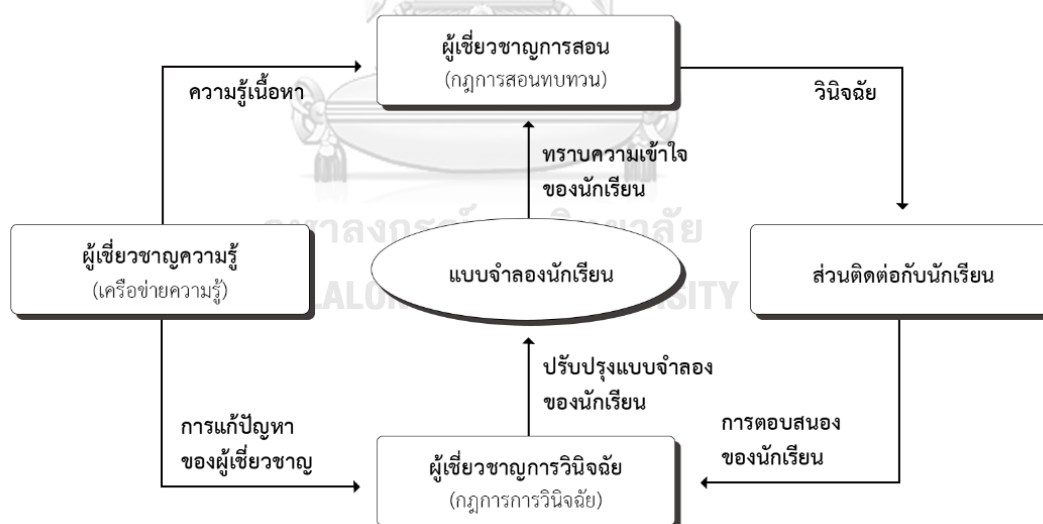 ผู้เชี่ยวชาญการสอน
(กฎการสอนทบทวน)
ความรู้เนื้อหา
วินิจฉัย
ทราบความเข้าใจ
ของนักเรียน
ผู้เชี่ยวชาญความรู้
(เครือข่ายความรู้)
แบบจำลองนักเรียน
ส่วนติดต่อกับนักเรียน
ปรับปรุงแบบจำลอง
ของนักเรียน
การแก้ปัญหา
ของผู้เชี่ยวชาญ
การตอบสนอง
ของนักเรียน
ผู้เชี่ยวชาญการวินิจฉัย
(กฎการการวินิจฉัย)